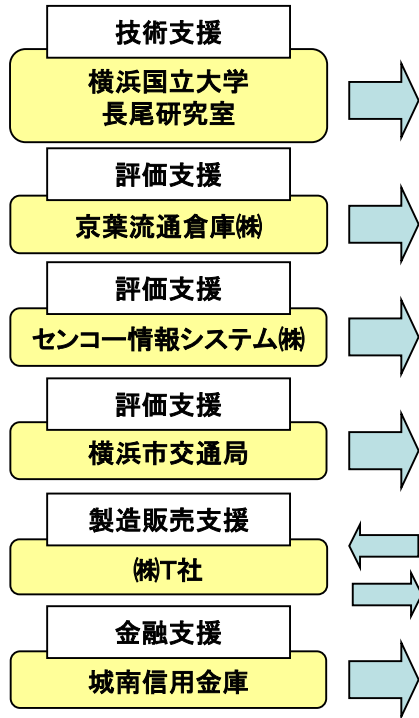 技術支援
横浜国立大学
長尾研究室
評価支援
京葉流通倉庫㈱
評価支援
センコー情報システム㈱
評価支援
横浜市交通局
製造販売支援
㈱T社
金融支援
城南信用金庫